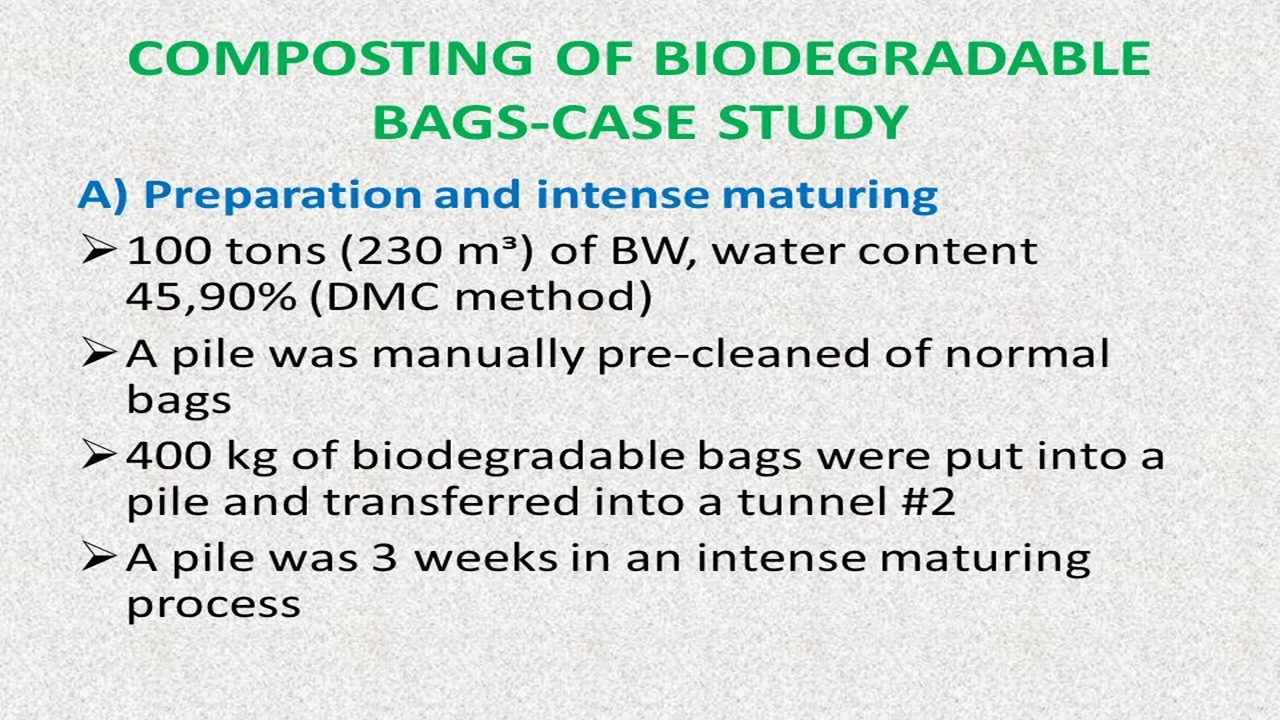 COMPOSTING OF BIODEGRADABLE
BAGS-CASE STUDY
A) Preparation and intense maturing
➢ 100 tons (230 m³) of BW, water content
45,90% (DMC method)
➢ A pile was manually pre-cleaned of normal
bags
➢ 400 kg of biodegradable bags were put into a
pile and transferred into a tunnel #2
➢ A pile was 3 weeks in an intense maturing
process